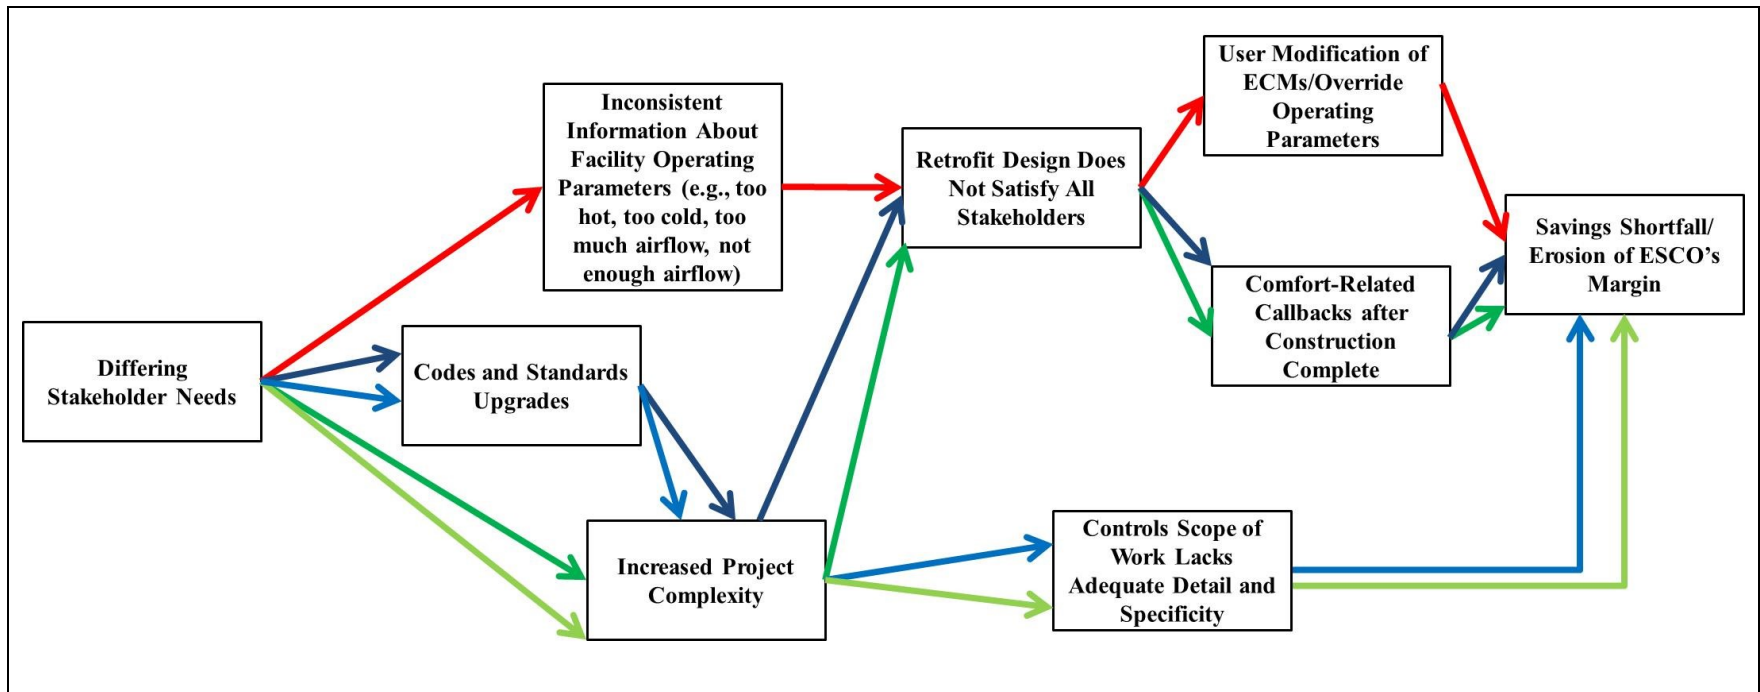 Differing
Stakeholder Needs
Inconsistent
Information About
Facility Operating
Parameters (e.g., too
hot, too cold, too
much airflow, not
enough airflow)
Codes and Standards
Upgrades
Increased Project
Complexity
Retrofit Design Does
Not Satisfy All
Stakeholders
User Modification of
ECMs/Override
Operating
Parameters
Comfort-Related
Callbacks after
Construction
Complete
Controls Scope of
Work Lacks
Adequate Detail and
Specificity
Savings Shortfall/
Erosion of ESCO’s
Margin